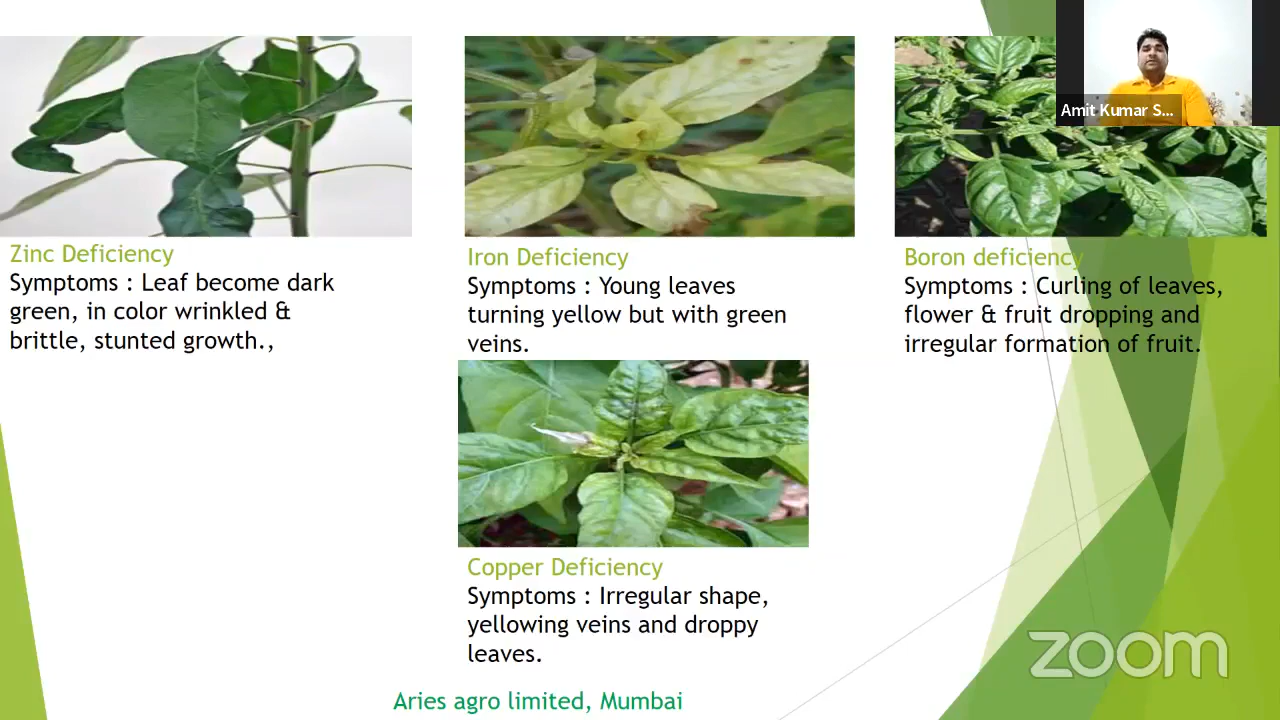 Amit Kumar S...
Zinc Deficiency
Symptoms : Leaf become dark
green, in color wrinkled &
brittle, stunted growth.,
Iron Deficiency
Symptoms : Young leaves
turning yellow but with green
veins.
Boron deficiency
Symptoms : Curling of leaves,
flower & fruit dropping and
irregular formation of fruit.
Copper Deficiency
Symptoms : Irregular shape,
yellowing veins and droppy
leaves.
Aries agro limited, Mumbai
zoom